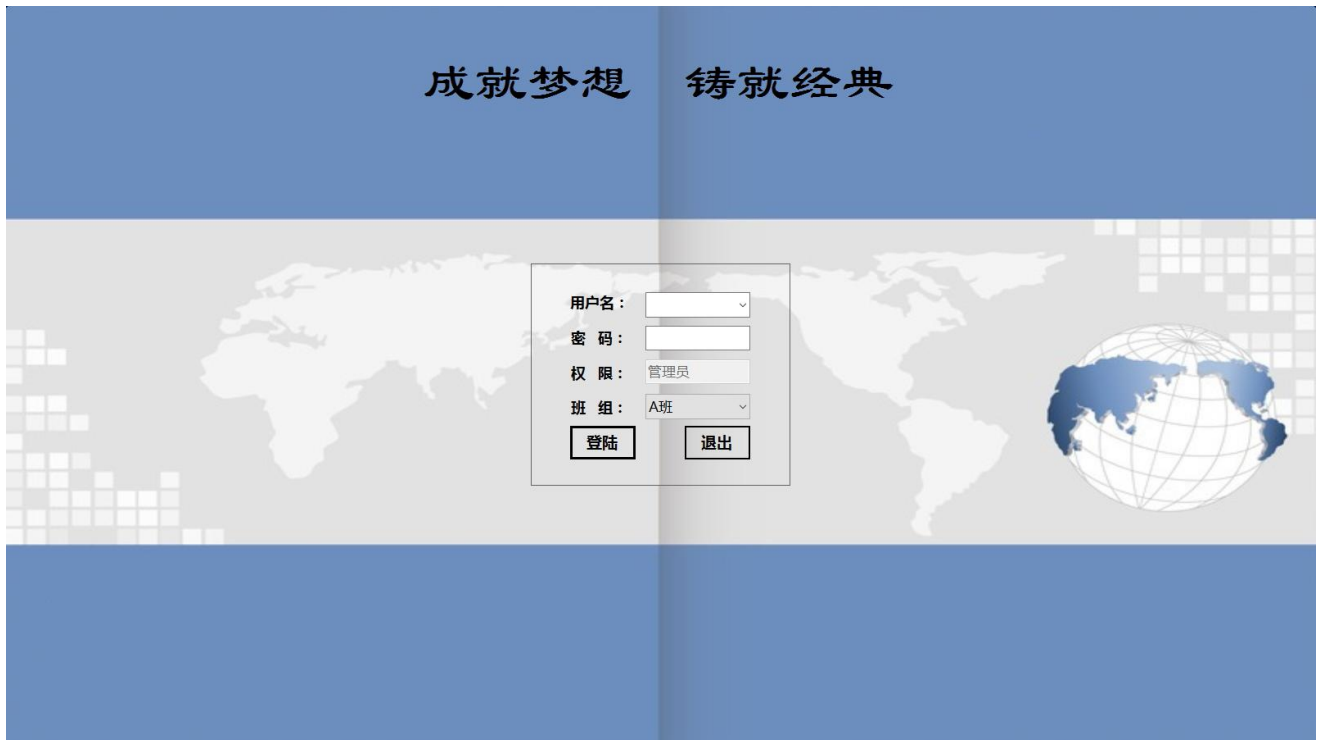 成就梦想 铸就经典
用户名：
密 码：
权 限： 管理员
班 组： A班
登陆 退出